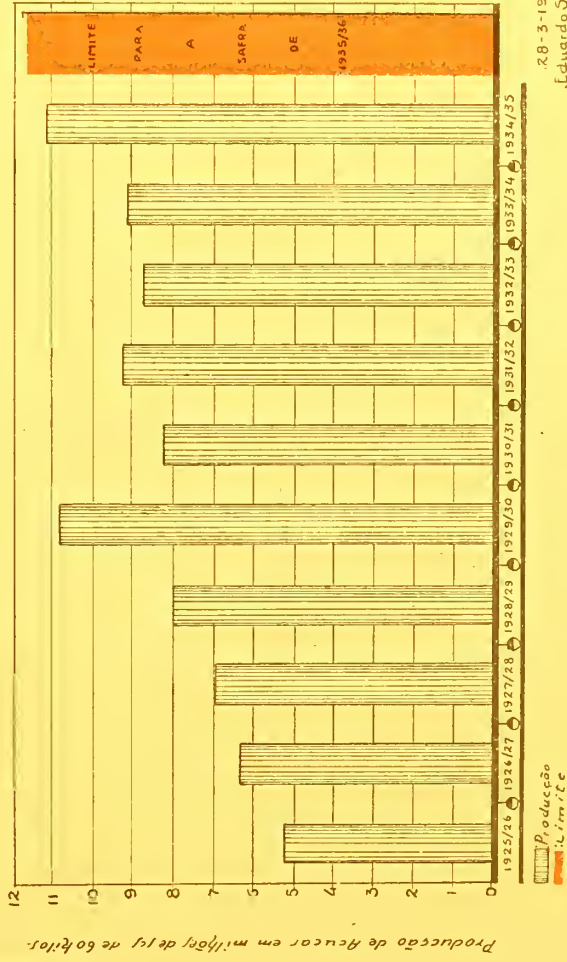 Producção de Açucar em milhões de scs de 60 kilos.
12
11
10
9
8
7
6
5
4
3
2
1
0
1925/26
1926/27
1927/28
1928/29
1929/30
1930/31
1931/32
1932/33
1933/34
1934/35
LIMITE
PARA
A
SAFRA
DE
1935/36
Producção
Limite
28-3-19
Eduardo S